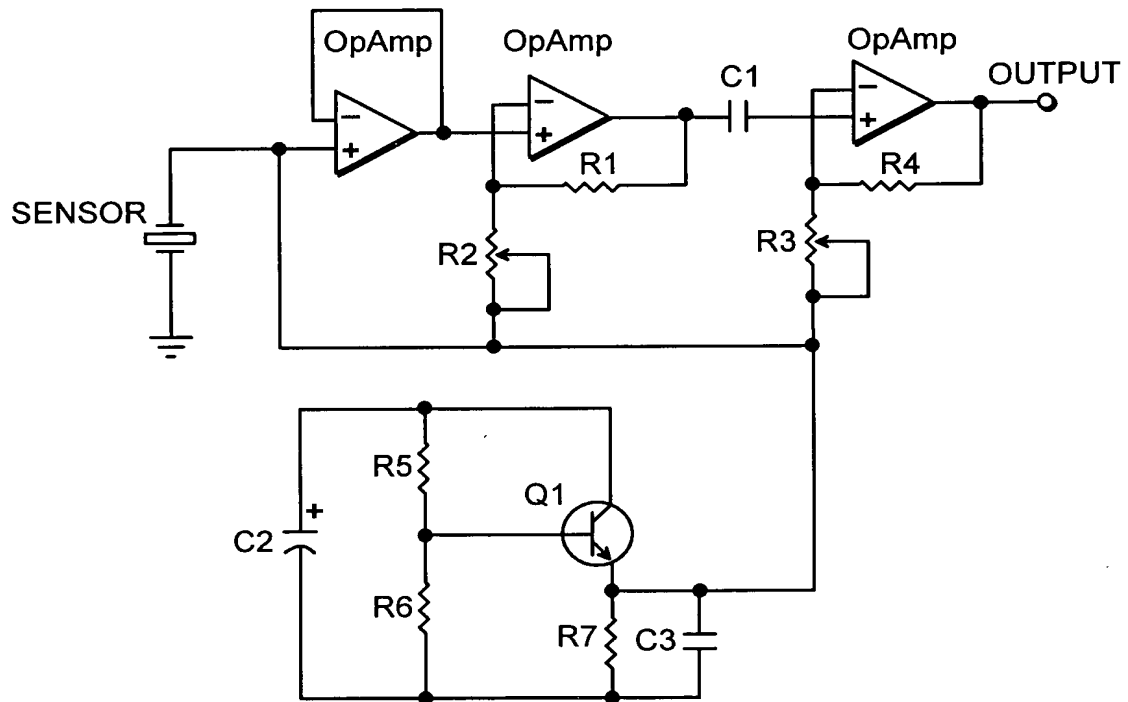 OpAmp
OpAmp
OpAmp
OUTPUT
C1
−
+
−
+
−
+
R1
R4
SENSOR
R2
R3
R5
Q1
+
C2
R6
R7
C3